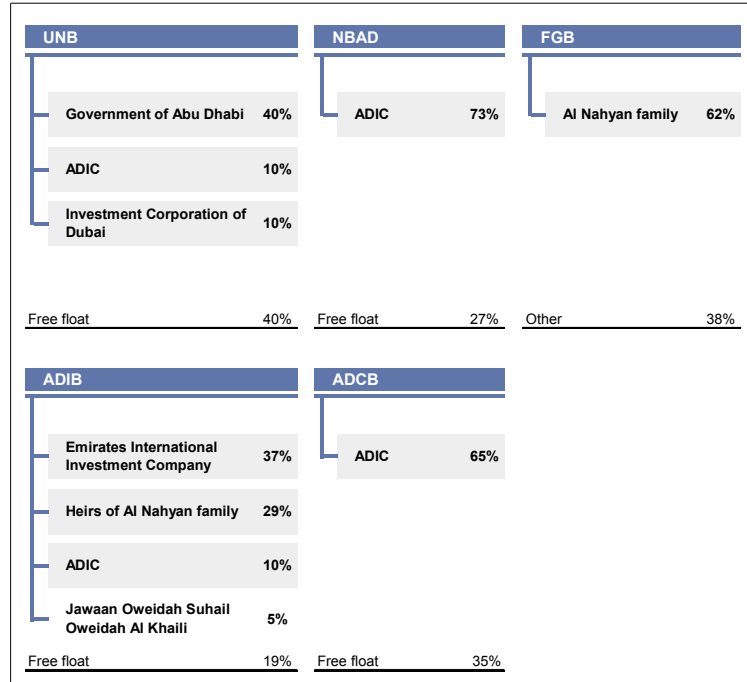 UNB
Government of Abu Dhabi 40%
ADIC 10%
Investment Corporation of
Dubai 10%
Free float 40%
NBAD
ADIC 73%
Free float 27%
FGB
Al Nahyan family 62%
Other 38%
ADIB
Emirates International
Investment Company 37%
Heirs of Al Nahyan family 29%
ADIC 10%
Jawaan Oweidah Suhail
Oweidah Al Khaili 5%
Free float 19%
ADCB
ADIC 65%
Free float 35%